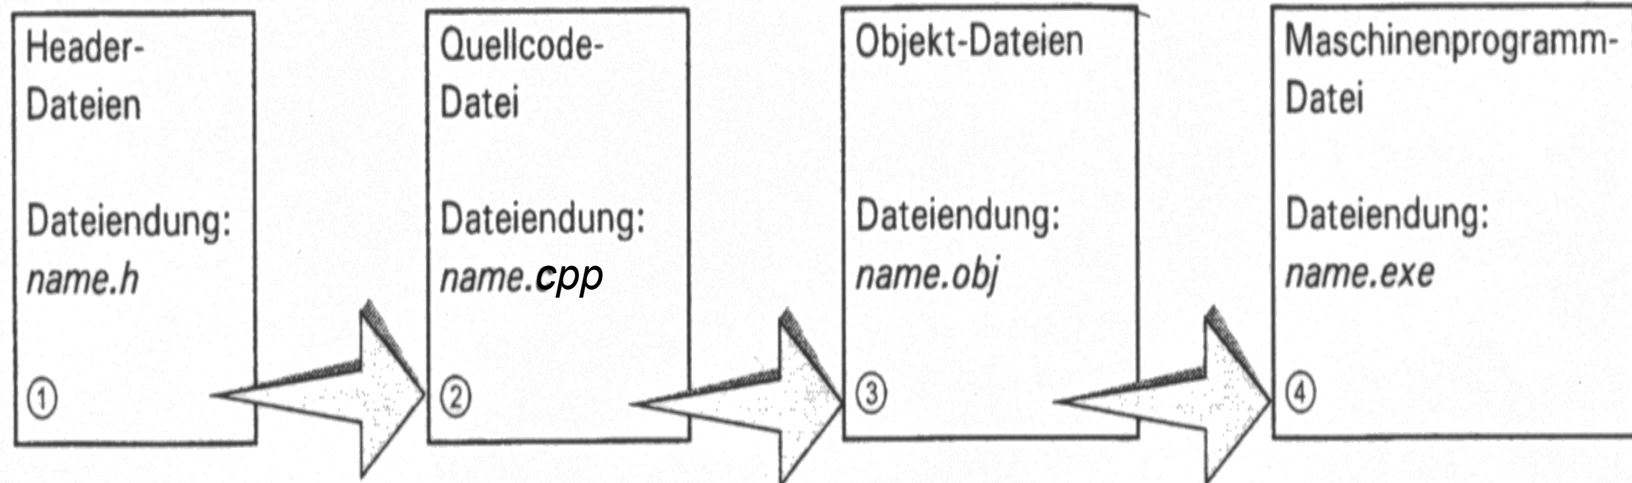 Header-
Dateien
Dateiendung:
name.h
①
Quellcode-
Datei
Dateiendung:
name.cpp
②
Objekt-Dateien
Dateiendung:
name.obj
③
Maschinenprogramm-
Datei
Dateiendung:
name.exe
④